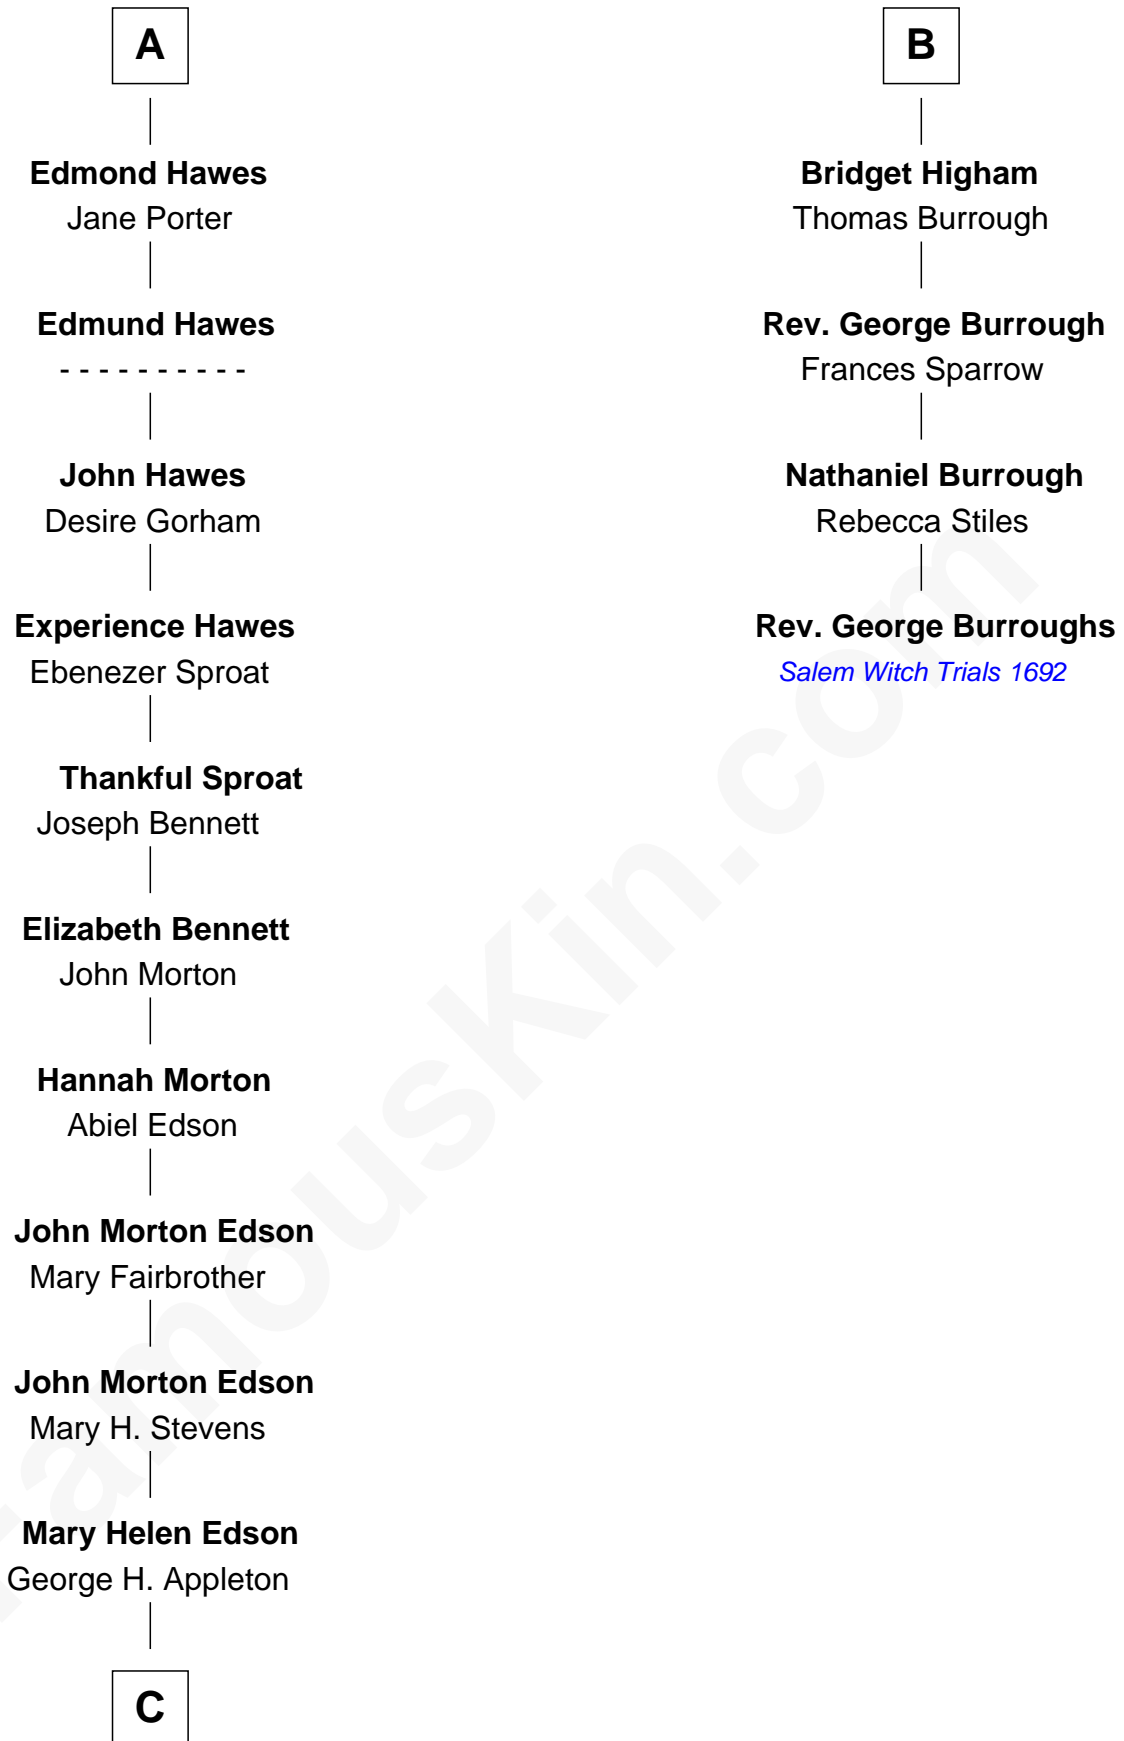 A
Edmond Hawes
Jane Porter
Edmund Hawes
- - - - - - - - - -
John Hawes
Desire Gorham
Experience Hawes
Ebenezer Sproat
Thankful Sproat
Joseph Bennett
Elizabeth Bennett
John Morton
Hannah Morton
Abiel Edson
John Morton Edson
Mary Fairbrother
John Morton Edson
Mary H. Stevens
Mary Helen Edson
George H. Appleton
C
B
Bridget Higham
Thomas Burrough
Rev. George Burrough
Frances Sparrow
Nathaniel Burrough
Rebecca Stiles
Rev. George Burroughs
Salem Witch Trials 1692
FamousKin.com